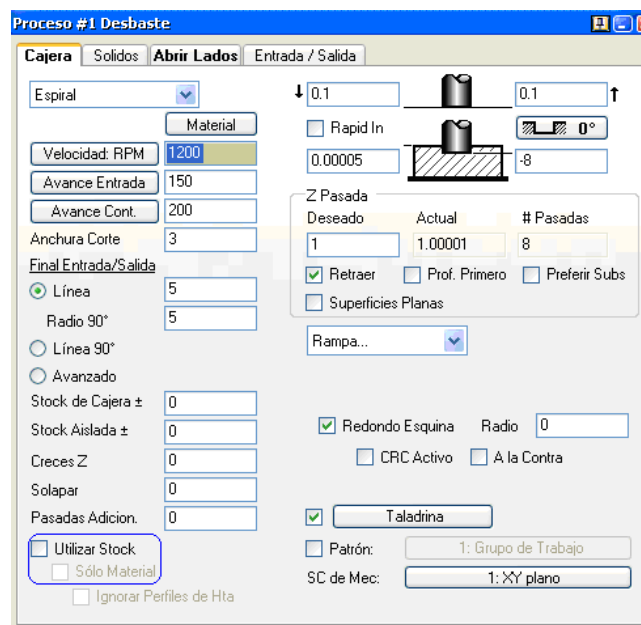 Proceso #1 Desbaste
Cajera Solidos Abrir Lados Entrada / Salida
Espiral
Material
Velocidad: RPM 1200
Avance Entrada 150
Avance Cont. 200
Anchura Corte 3
Final Entrada/Salida
Línea 5
Radio 90° 5
Línea 90°
Avanzado
Stock de Cajera ± 0
Stock Aislada ± 0
Creces Z 0
Solapar 0
Pasadas Adicion. 0
Utilizar Stock
Sólo Material
Ignorar Perfiles de Hta
0.1 0.1
Rapid In 0°
0.00005 -8
Z Pasada
Deseado Actual # Pasadas
1 1.00001 8
Retraer Prof. Primero Preferir Subs
Superficies Planas
Rampa...
Redondo Esquina Radio 0
CRC Activo A la Contra
Taladrina
Patrón: 1: Grupo de Trabajo
SC de Mec: 1: XY plano